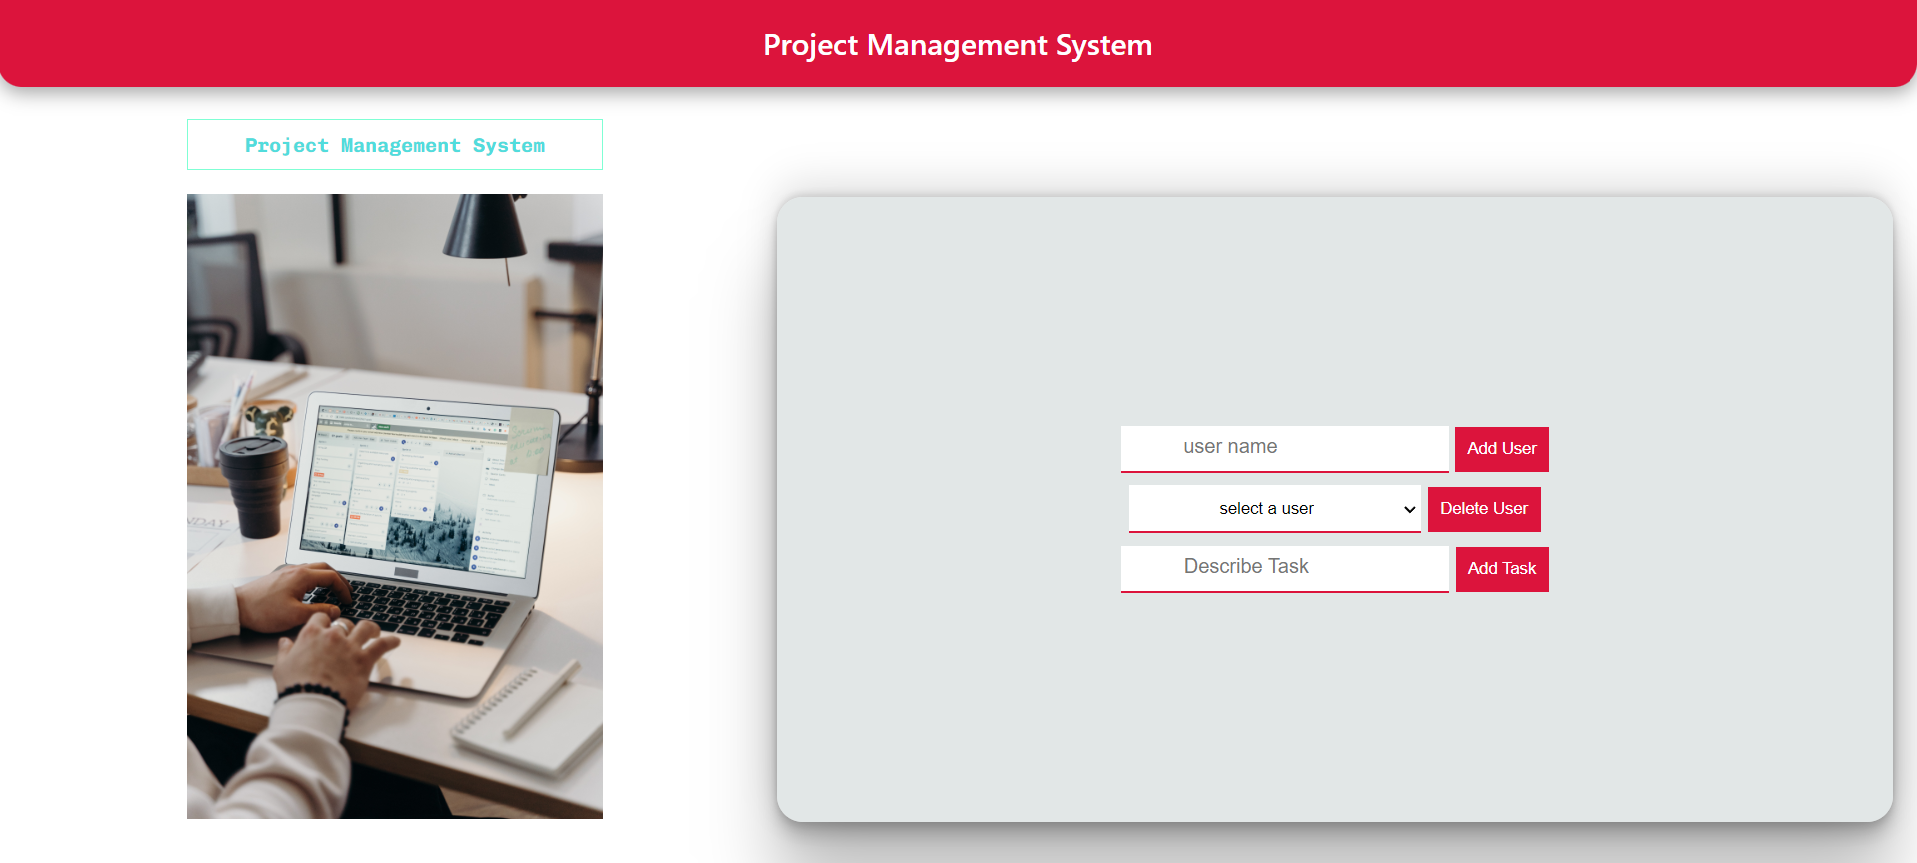 Project Management System
Project Management System
user name
Add User
select a user
Delete User
Describe Task
Add Task